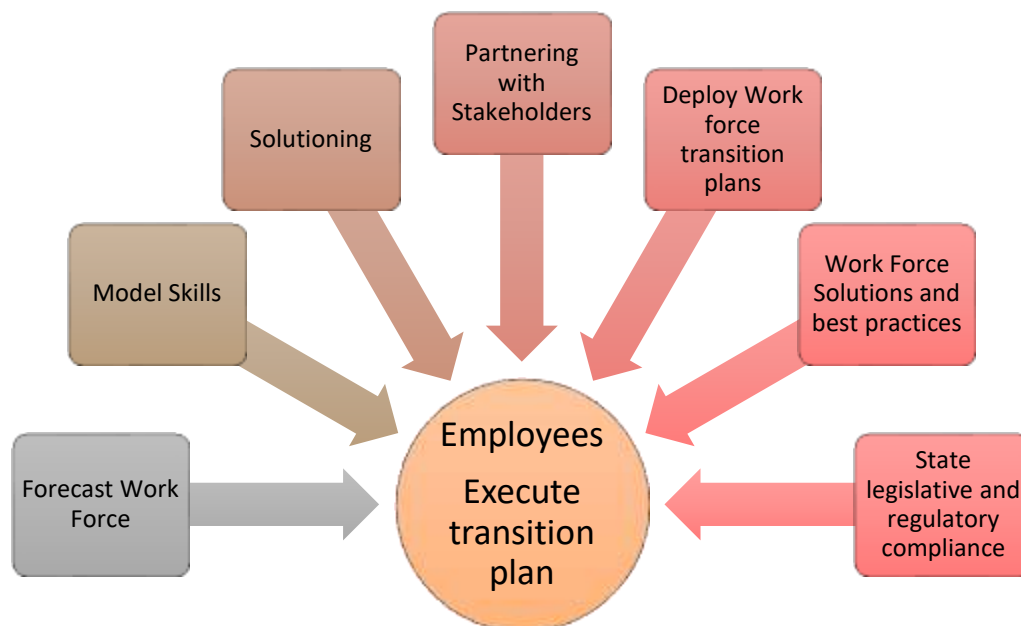 Partnering
with
Stakeholders
Solutioning
Deploy Work
force
transition
plans
Model Skills
Work Force
Solutions and
best practices
Forecast Work
Force
Employees
Execute
transition
plan
State
legislative and
regulatory
compliance